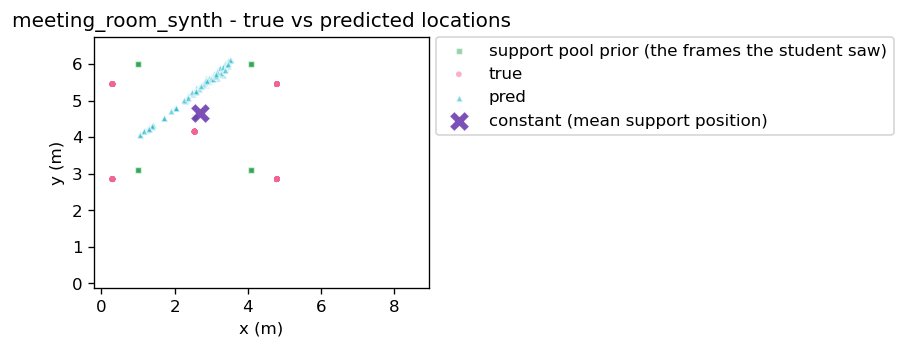 meeting_room_synth - true vs predicted locations
support pool prior (the frames the student saw)
true
pred
constant (mean support position)
y (m)
6
5
4
3
2
1
0
0 2 4 6 8
x (m)